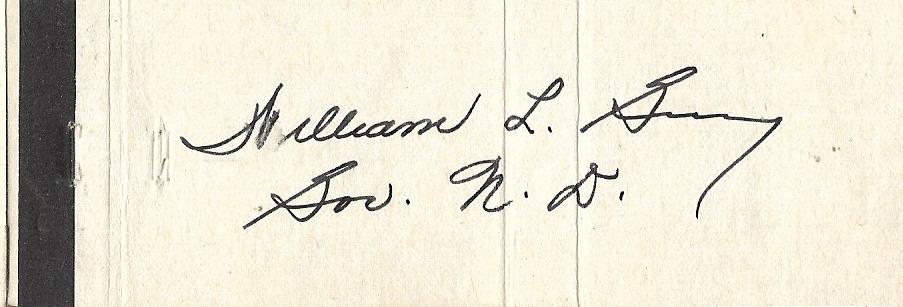 William L. Guy
Gov. N. D.